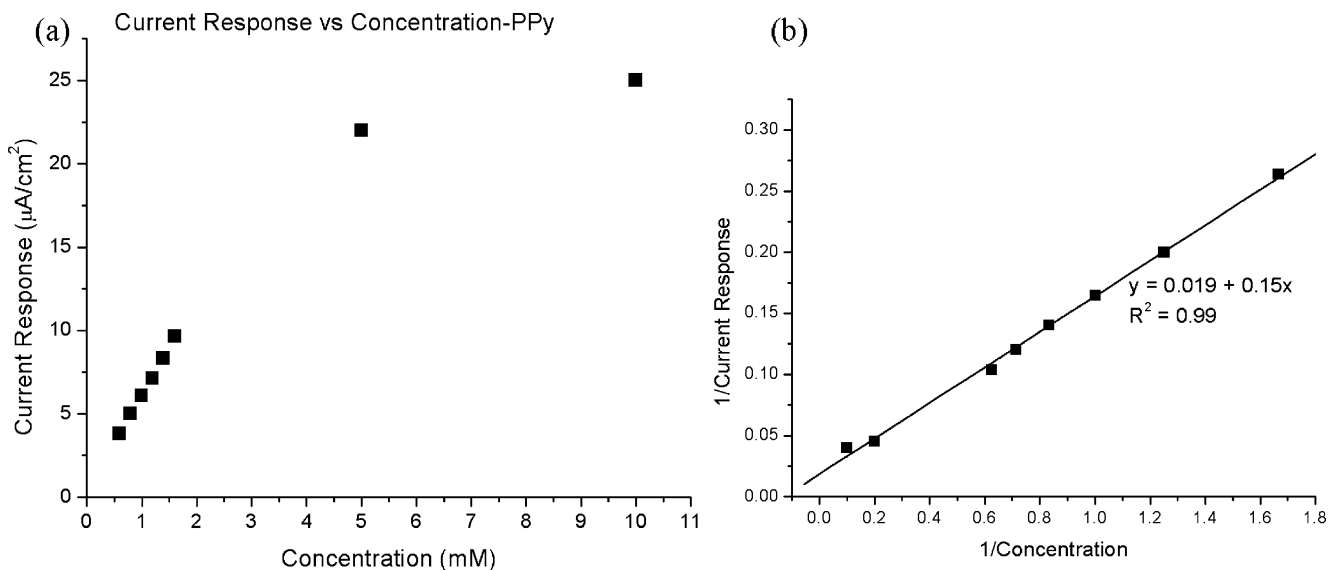 (a)
Current Response vs Concentration-PPy
Current Response (μA/cm²)
25
20
15
10
5
0
0 1 2 3 4 5 6 7 8 9 10 11
Concentration (mM)
(b)
1/Current Response
0.30
0.25
0.20
0.15
0.10
0.05
0.00
y = 0.019 + 0.15x
R² = 0.99
0.0 0.2 0.4 0.6 0.8 1.0 1.2 1.4 1.6 1.8
1/Concentration